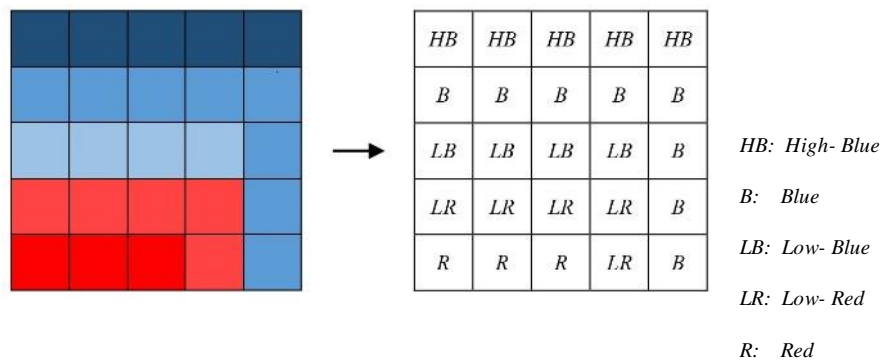 HB HB HB HB HB
B B B B B
LB LB LB LB B
LR LR LR LR B
R R R LR B
HB: High- Blue
B: Blue
LB: Low- Blue
LR: Low- Red
R: Red